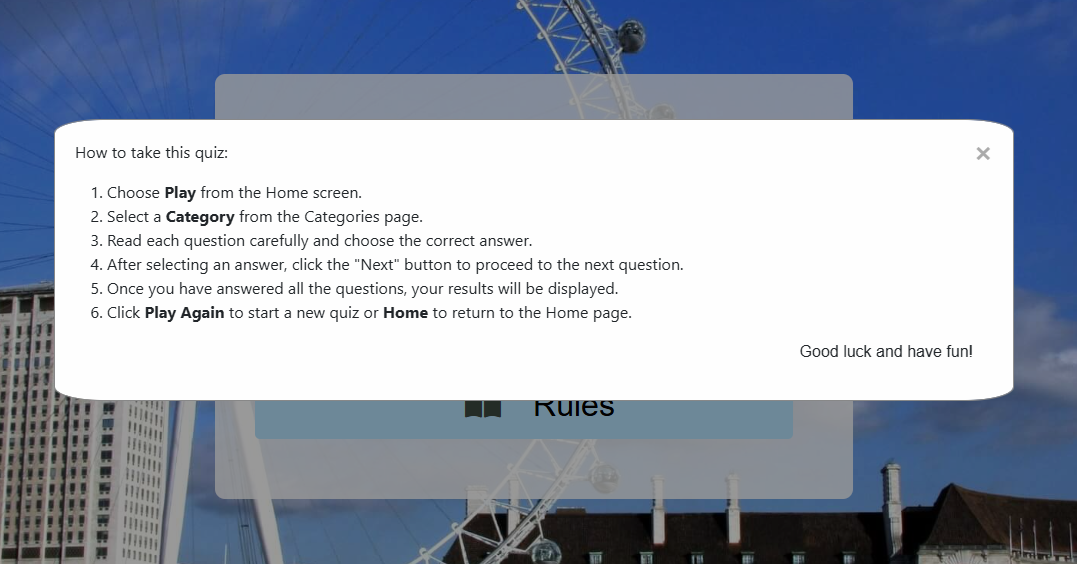 How to take this quiz:
×
1. Choose Play from the Home screen.
2. Select a Category from the Categories page.
3. Read each question carefully and choose the correct answer.
4. After selecting an answer, click the "Next" button to proceed to the next question.
5. Once you have answered all the questions, your results will be displayed.
6. Click Play Again to start a new quiz or Home to return to the Home page.
Good luck and have fun!
Rules